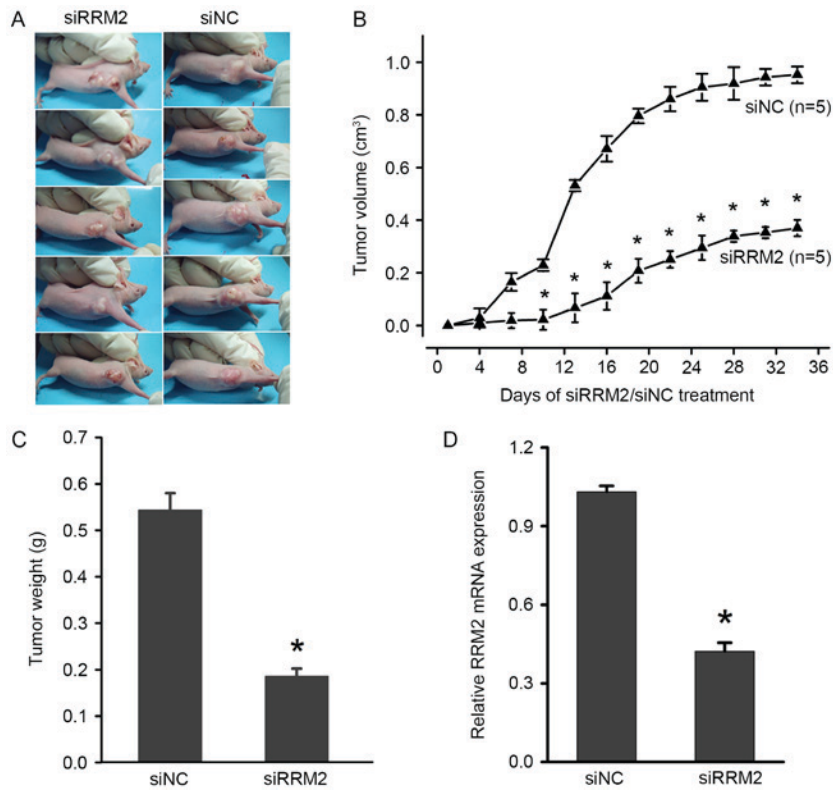 A
siRRM2 siNC
B
Tumor volume (cm³)
1.0
0.8
0.6
0.4
0.2
0.0
siNC (n=5)
* * * * * * * * *
siRRM2 (n=5)
0 4 8 12 16 20 24 28 32 36
Days of siRRM2/siNC treatment
C
Tumor weight (g)
0.7
0.6
0.5
0.4
0.3
0.2
0.1
0.0
*
siNC siRRM2
D
Relative RRM2 mRNA expression
1.2
0.9
0.6
0.3
0.0
*
siNC siRRM2